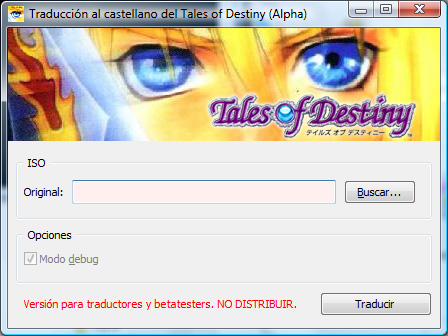 Traducción al castellano del Tales of Destiny (Alpha)
Tales of Destiny
テイルズ オブ デスティニー
TM
ISO
Original:
Buscar...
Opciones
Modo debug
Versión para traductores y betatesters. NO DISTRIBUIR.
Traducir